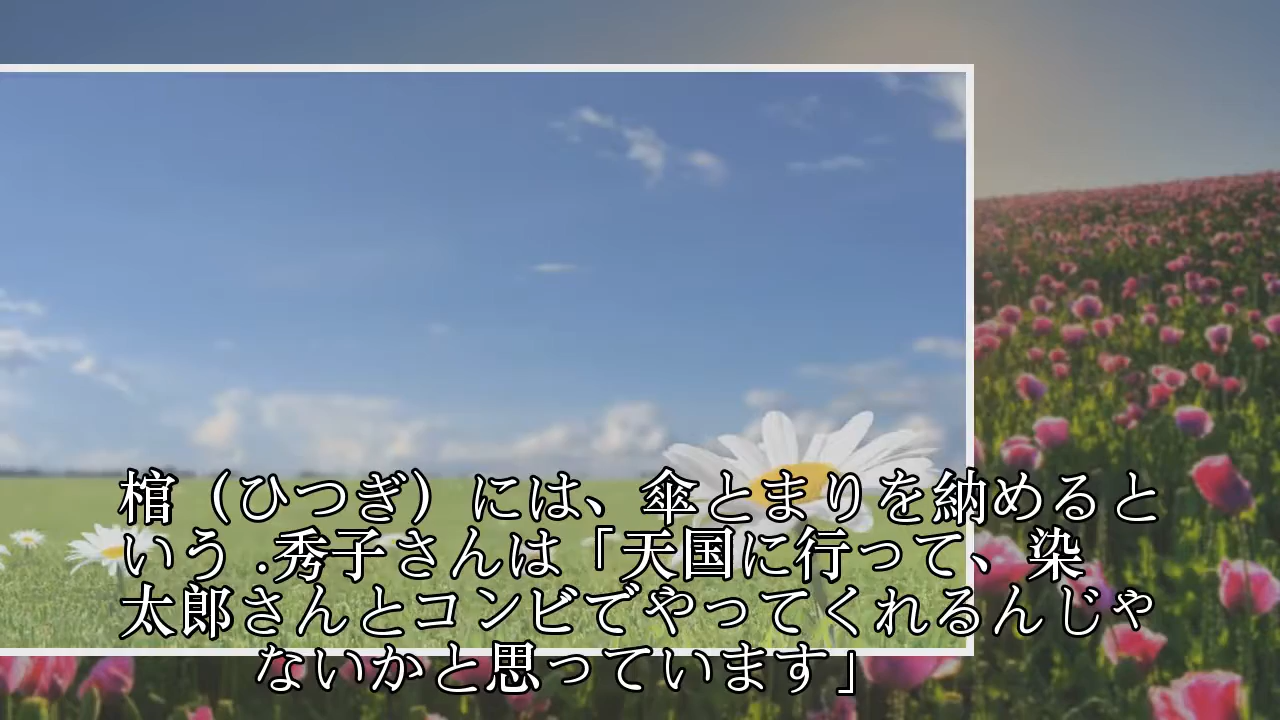 棺（ひつぎ）には、傘とまりを納めると
いう .秀子さんは「天国に行って、染
太郎さんとコンビでやってくれるんじゃ
ないかと思っています」